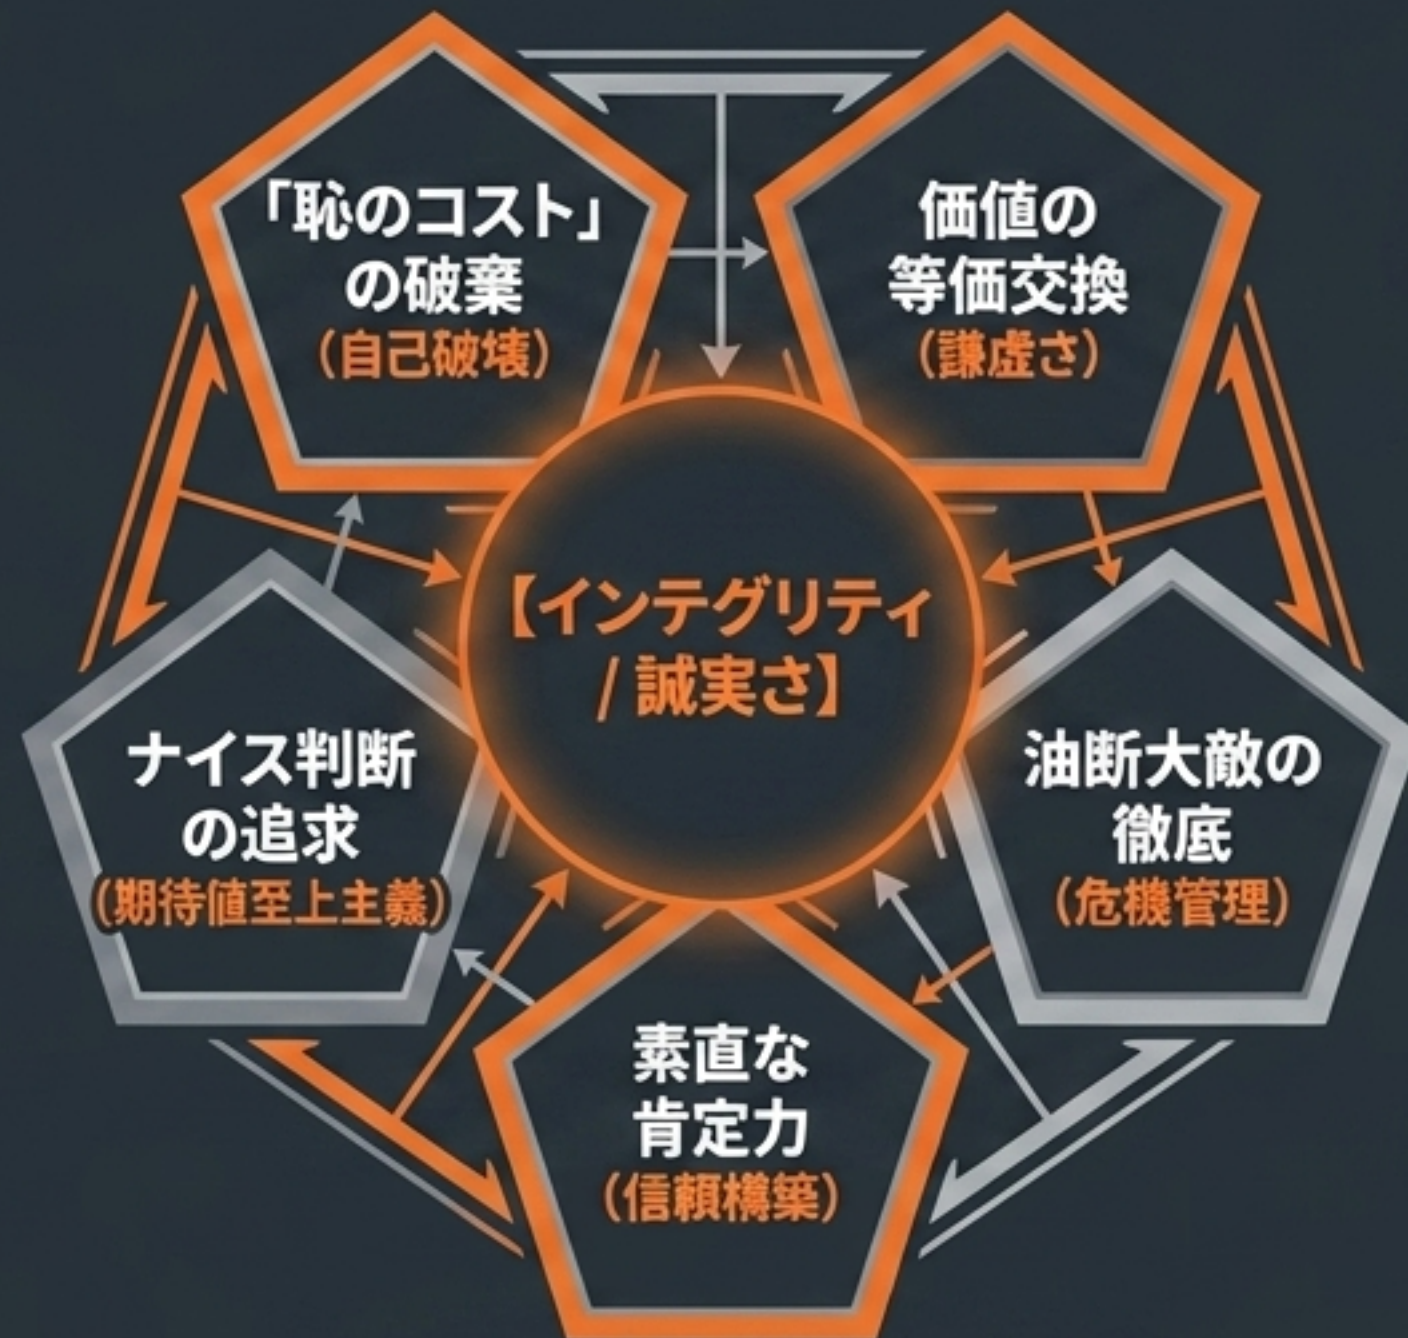 「恥のコスト」
の破棄
（自己破壊）
価値の
等価交換
（謙虚さ）
【インテグリティ
/ 誠実さ】
ナイス判断
の追求
（期待値至上主義）
油断大敵の
徹底
（危機管理）
素直な
肯定力
（信頼構築）